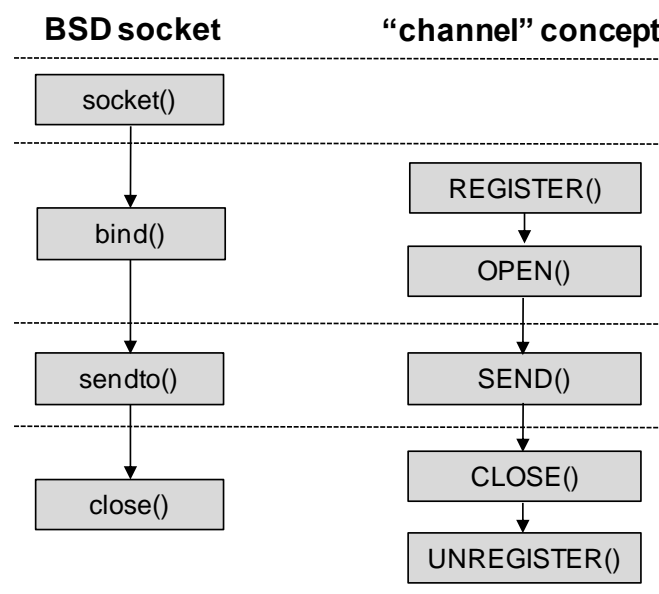 BSD socket
“channel” concept
socket()
bind()
sendto()
close()
REGISTER()
OPEN()
SEND()
CLOSE()
UNREGISTER()